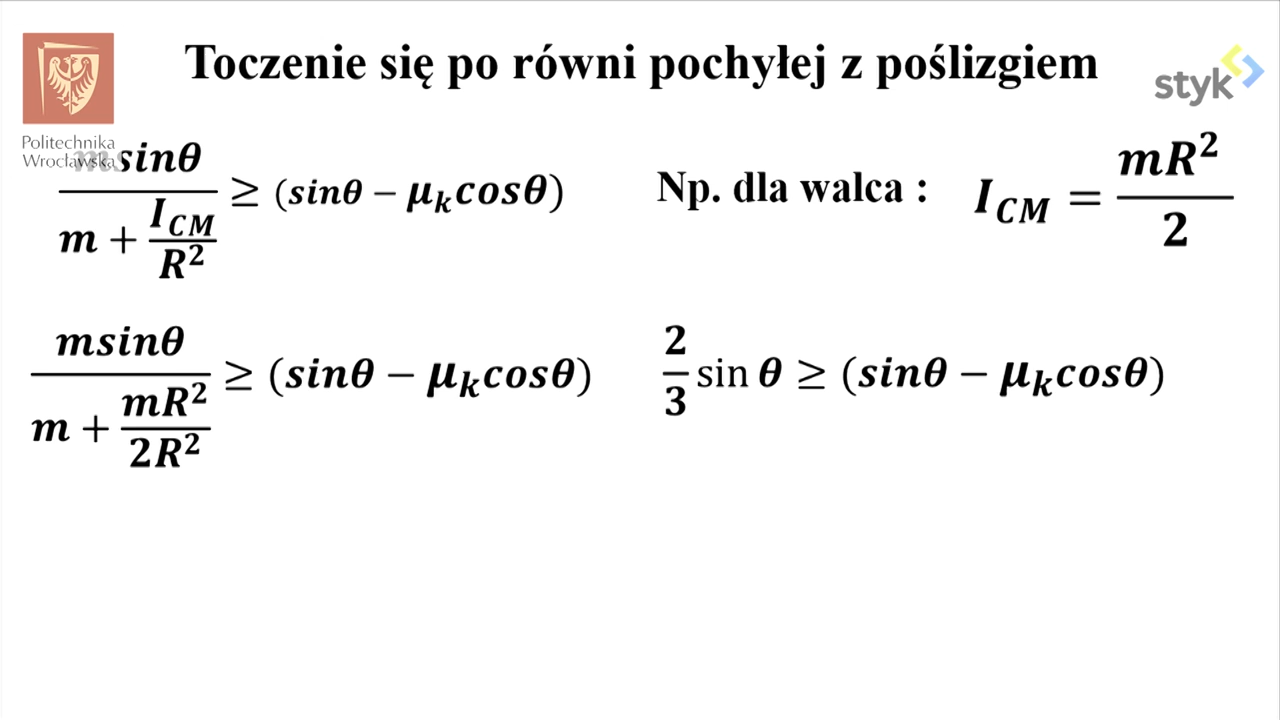 Toczenie się po równi pochyłej z poślizgiem
styk
Politechnika
Wrocławska
msinθ / (m + I_CM / R²) ≥ (sinθ − μ_k cosθ)
Np. dla walca : I_CM = mR² / 2
msinθ / (m + mR² / 2R²) ≥ (sinθ − μ_k cosθ)
2/3 sin θ ≥ (sinθ − μ_k cosθ)